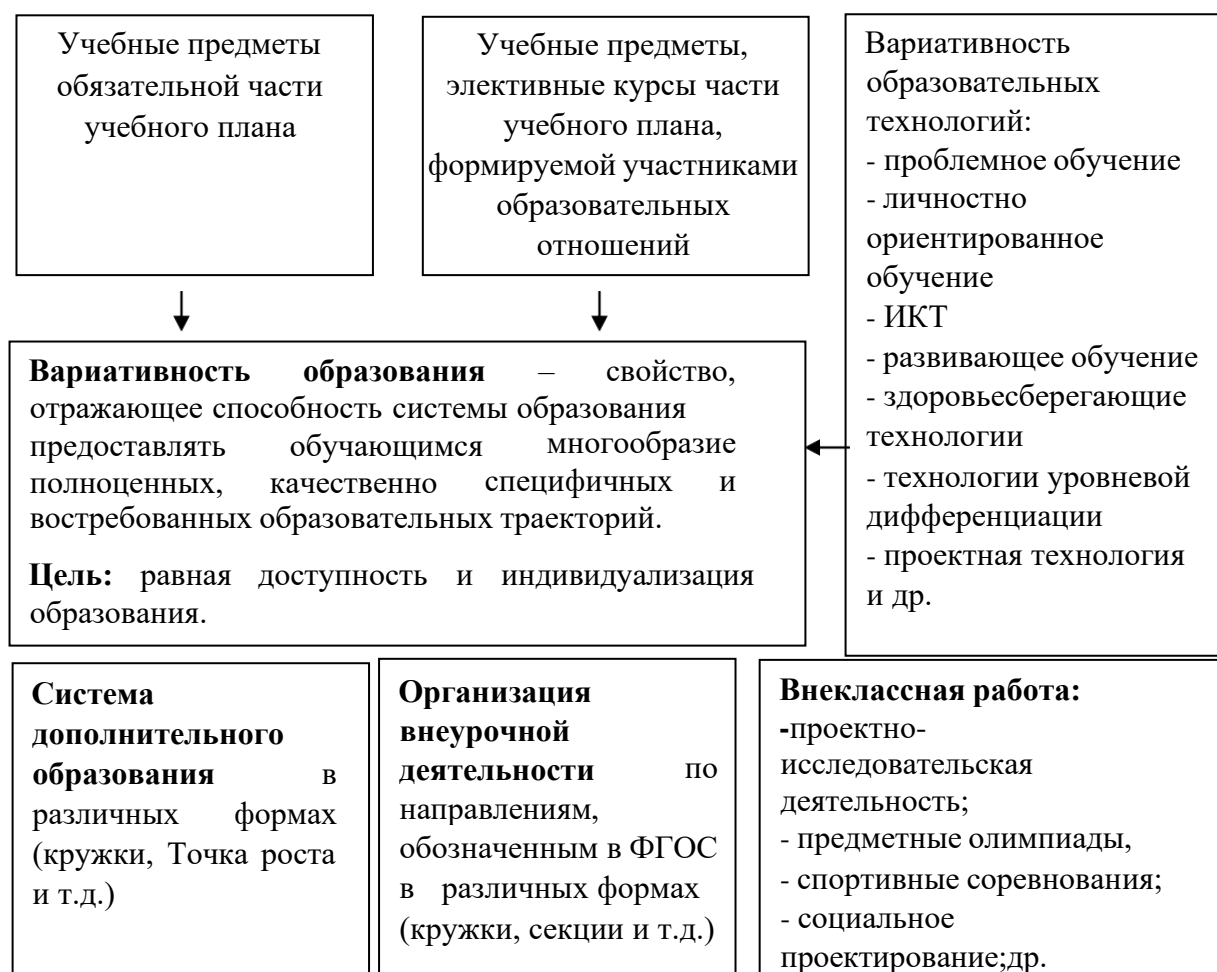 Учебные предметы
обязательной части
учебного плана
Учебные предметы,
элективные курсы части
учебного плана,
формируемой участниками
образовательных
отношений
Вариативность
образовательных
технологий:
- проблемное обучение
- личностно
ориентированное
обучение
- ИКТ
- развивающее обучение
- здоровьесберегающие
технологии
- технологии уровневой
дифференциации
- проектная технология
и др.
Вариативность образования – свойство,
отражающее способность системы образования
предоставлять обучающимся многообразие
полноценных, качественно специфичных и
востребованных образовательных траекторий.
Цель: равная доступность и индивидуализация
образования.
Система
дополнительного
образования в
различных формах
(кружки, Точка роста
и т.д.)
Организация
внеурочной
деятельности по
направлениям,
обозначенным в ФГОС
в различных формах
(кружки, секции и т.д.)
Внеклассная работа:
-проектно-
исследовательская
деятельность;
- предметные олимпиады,
- спортивные соревнования;
- социальное
проектирование;др.